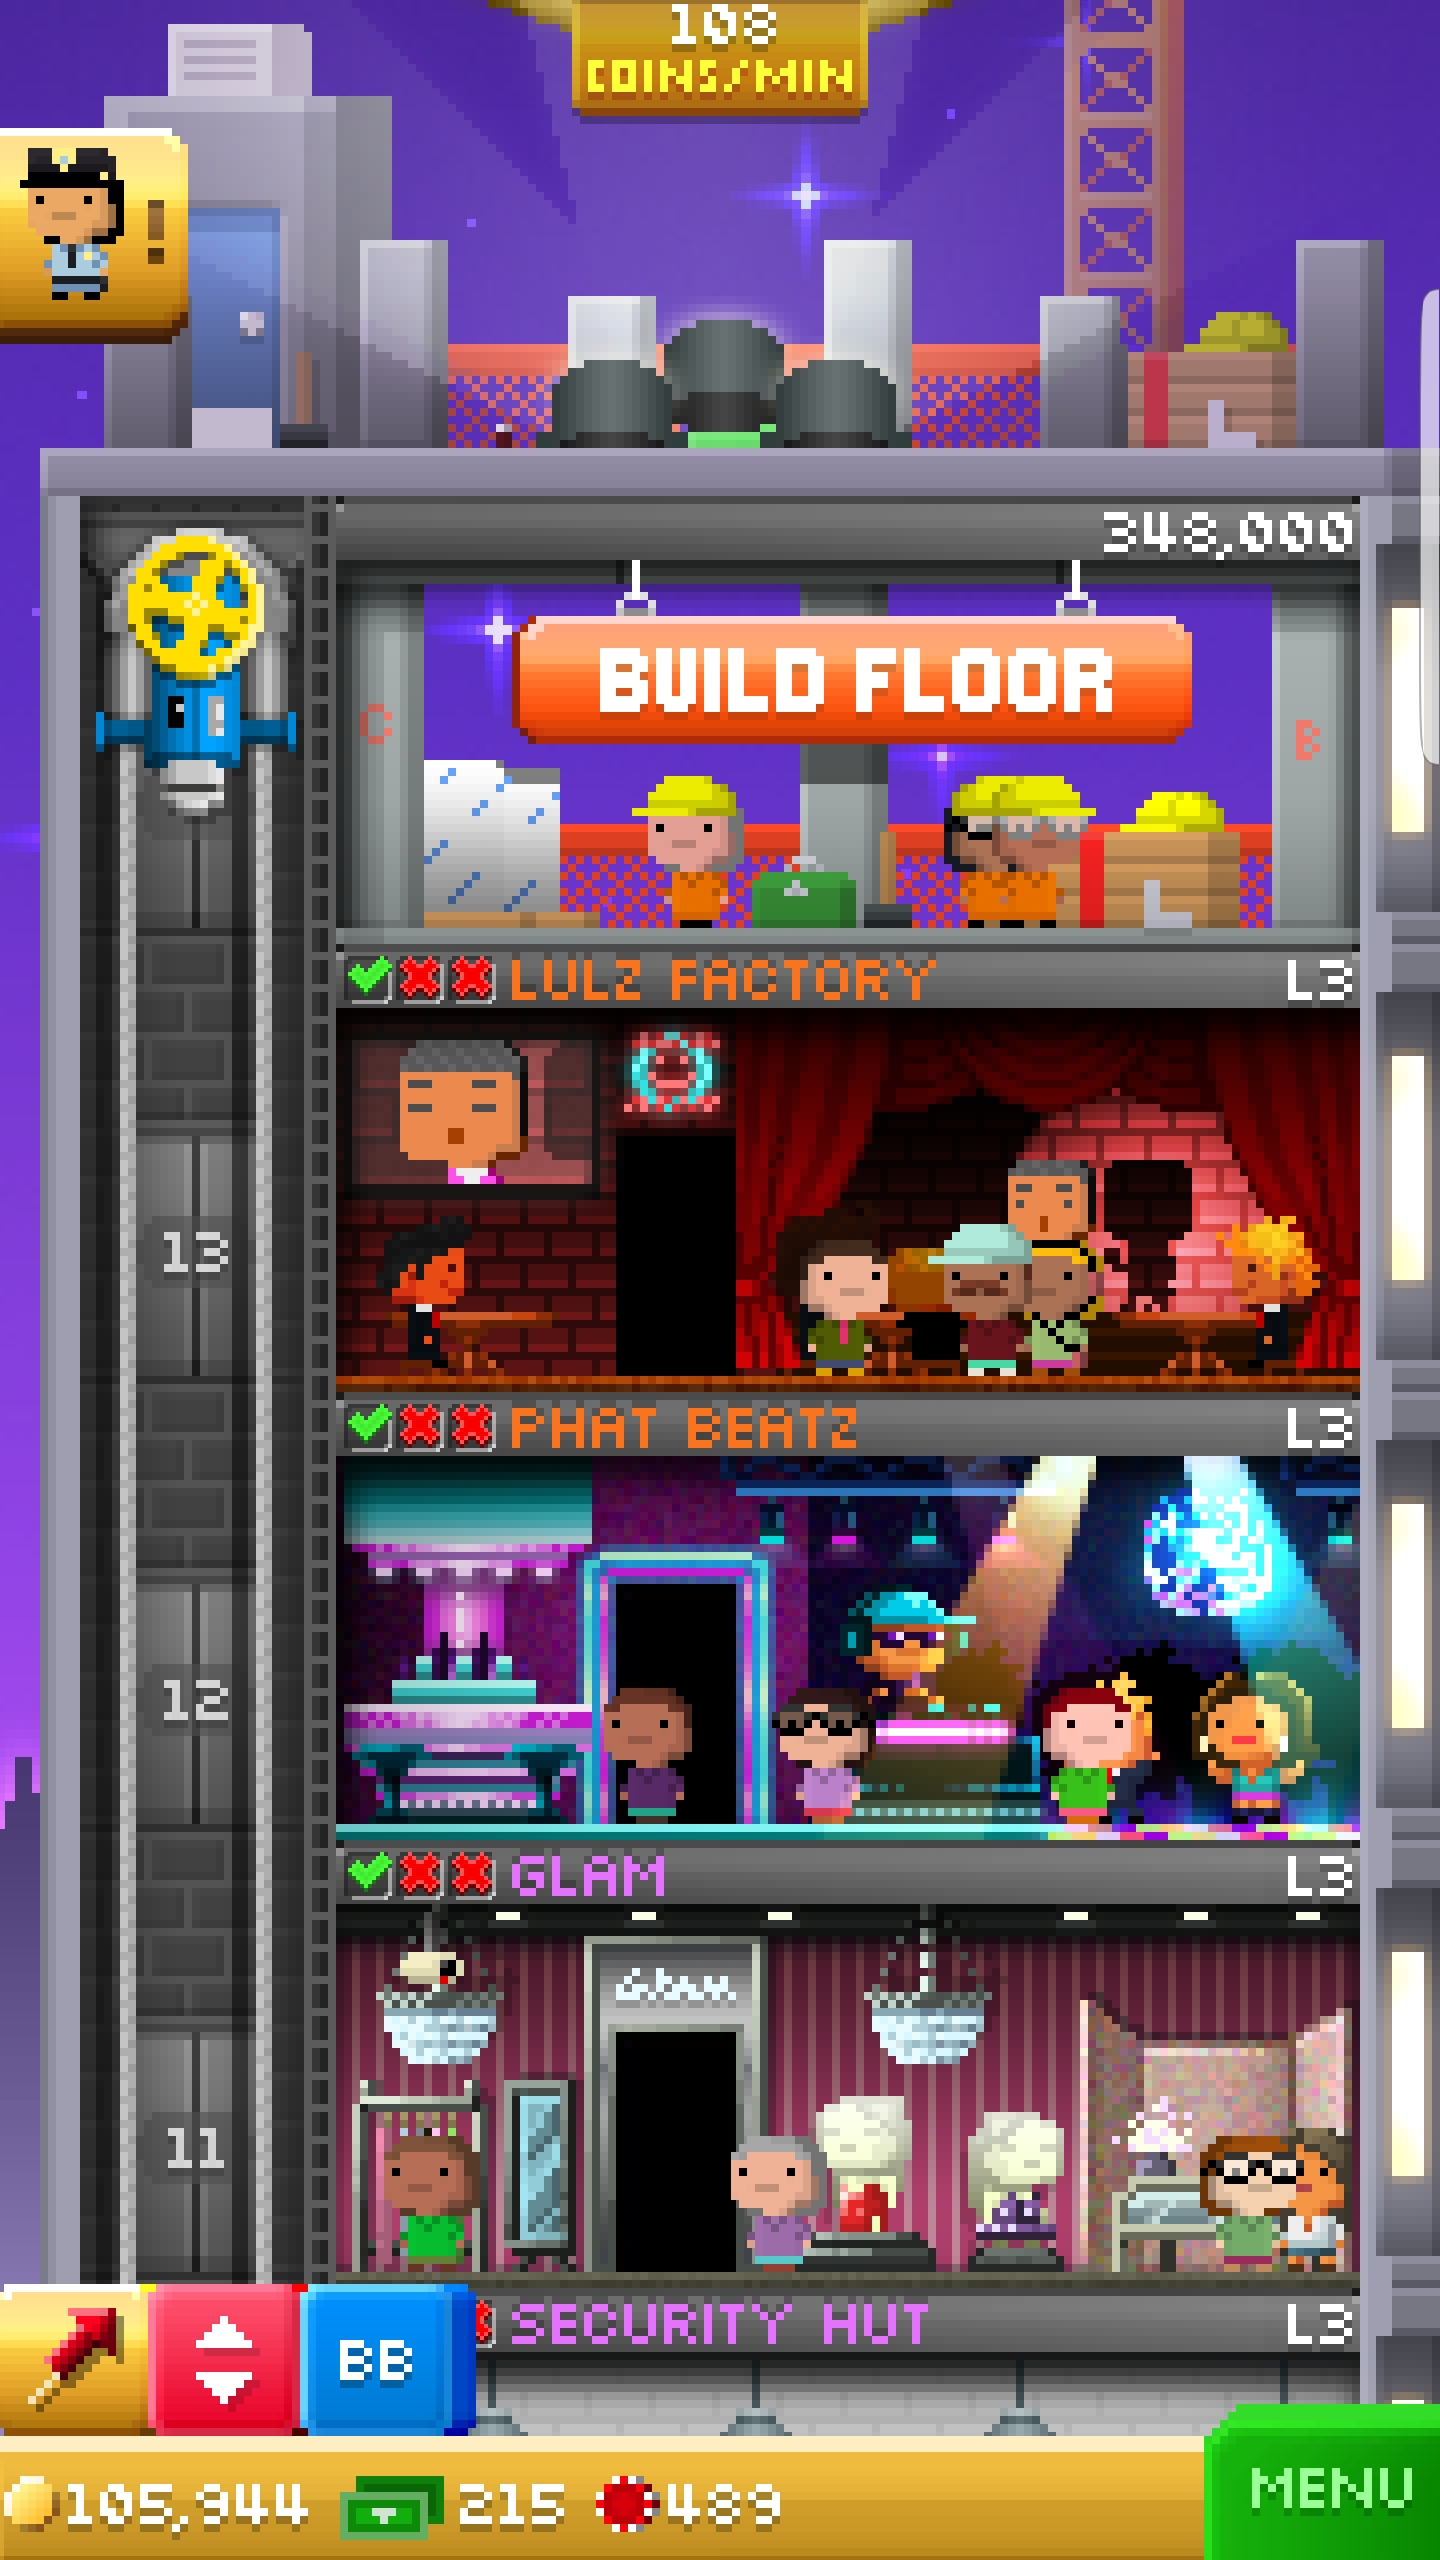 108
COINS/MIN
!
348,000
BUILD FLOOR
C
B
LULZ FACTORY L3
13
PHAT BEATZ L3
12
GLAM L3
Glam
11
SECURITY HUT L3
BB
105,944 215 489
MENU